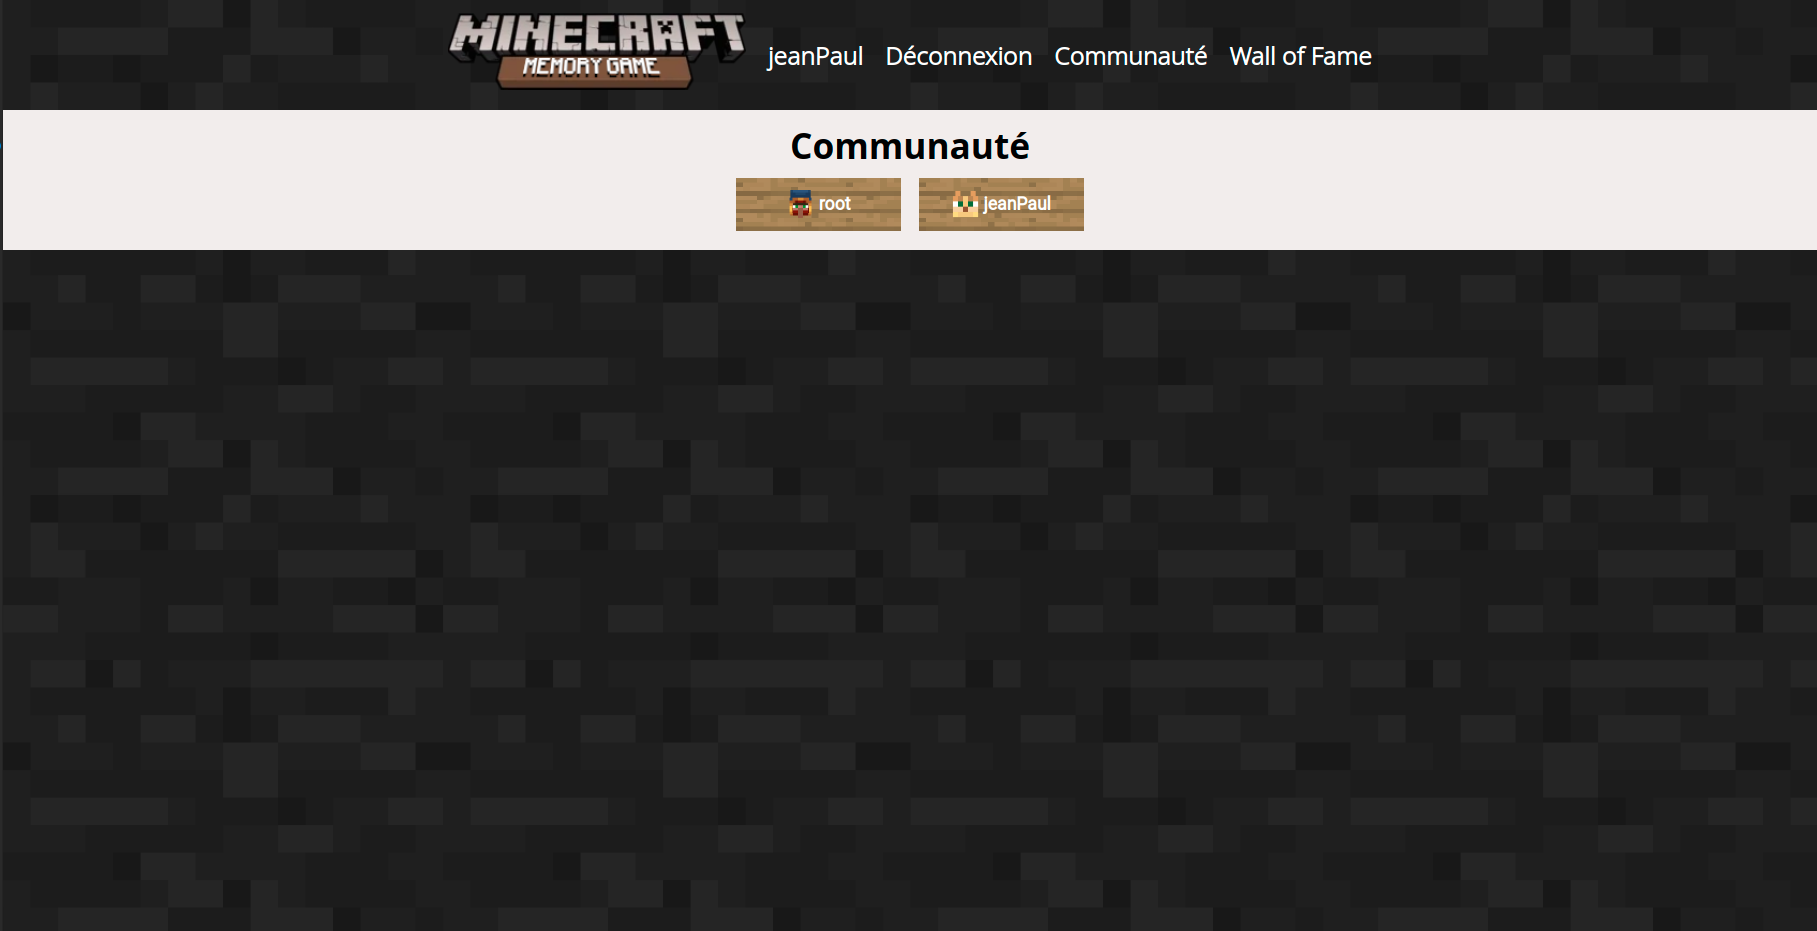 MINECRAFT
MEMORY GAME
jeanPaul Déconnexion Communauté Wall of Fame
Communauté
root jeanPaul